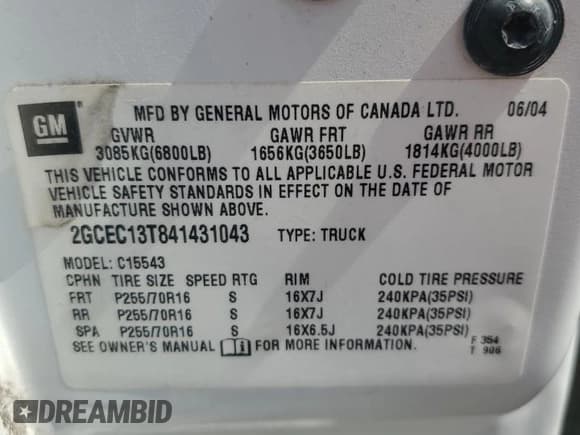 GM
MFD BY GENERAL MOTORS OF CANADA LTD. 06/04
GVWR GAWR FRT GAWR RR
3085KG(6800LB) 1656KG(3650LB) 1814KG(4000LB)
THIS VEHICLE CONFORMS TO ALL APPLICABLE U.S. FEDERAL MOTOR
VEHICLE SAFETY STANDARDS IN EFFECT ON THE DATE OF
MANUFACTURE SHOWN ABOVE.
2GCEC13T841431043 TYPE: TRUCK
MODEL: C15543
CPHN TIRE SIZE SPEED RTG RIM COLD TIRE PRESSURE
FRT P255/70R16 S 16X7J 240KPA(35PSI)
RR P255/70R16 S 16X7J 240KPA(35PSI)
SPA P255/70R16 S 16X6.5J 240KPA(35PSI)
SEE OWNER'S MANUAL i FOR MORE INFORMATION.
F 354
T 906
DREAMBID